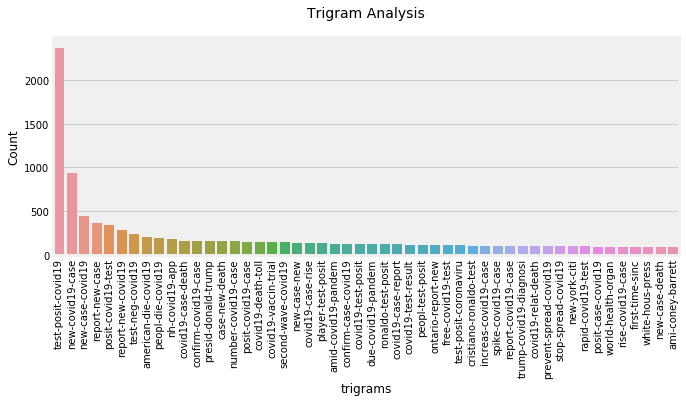 Trigram Analysis
Count
2000
1500
1000
500
0
test-posit-covid19
new-covid19-case
new-case-covid19
report-new-case
posit-covid19-test
report-new-covid19
test-neg-covid19
american-die-covid19
peopl-die-covid19
nh-covid19-app
covid19-case-death
confirm-covid19-case
presid-donald-trump
case-new-death
number-covid19-case
posit-covid19-case
covid19-death-toll
covid19-vaccin-trial
second-wave-covid19
new-case-new
covid19-case-rise
player-test-posit
amid-covid19-pandem
confirm-case-covid19
covid19-test-posit
due-covid19-pandem
ronaldo-test-posit
covid19-case-report
covid19-test-result
peopl-test-posit
ontario-report-new
free-covid19-test
test-posit-coronaviru
cristiano-ronaldo-test
increas-covid19-case
spike-covid19-case
report-covid19-case
trump-covid19-diagnosi
covid19-relat-death
prevent-spread-covid19
stop-spread-covid19
new-york-citi
rapid-covid19-test
posit-case-covid19
world-health-organ
rise-covid19-case
first-time-sinc
white-hous-press
new-case-death
ami-coney-barrett
trigrams